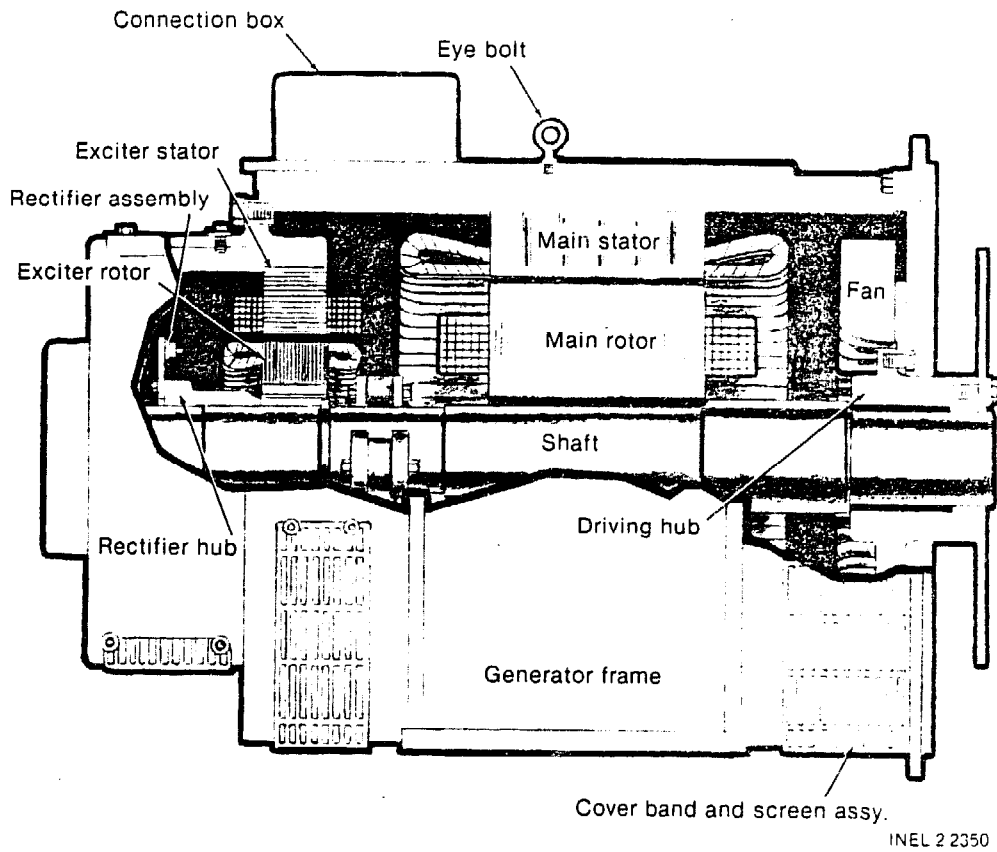 Connection box
Eye bolt
Exciter stator
Rectifier assembly
Exciter rotor
Main stator
Fan
Main rotor
Shaft
Driving hub
Rectifier hub
Generator frame
Cover band and screen assy.
INEL 2 2350